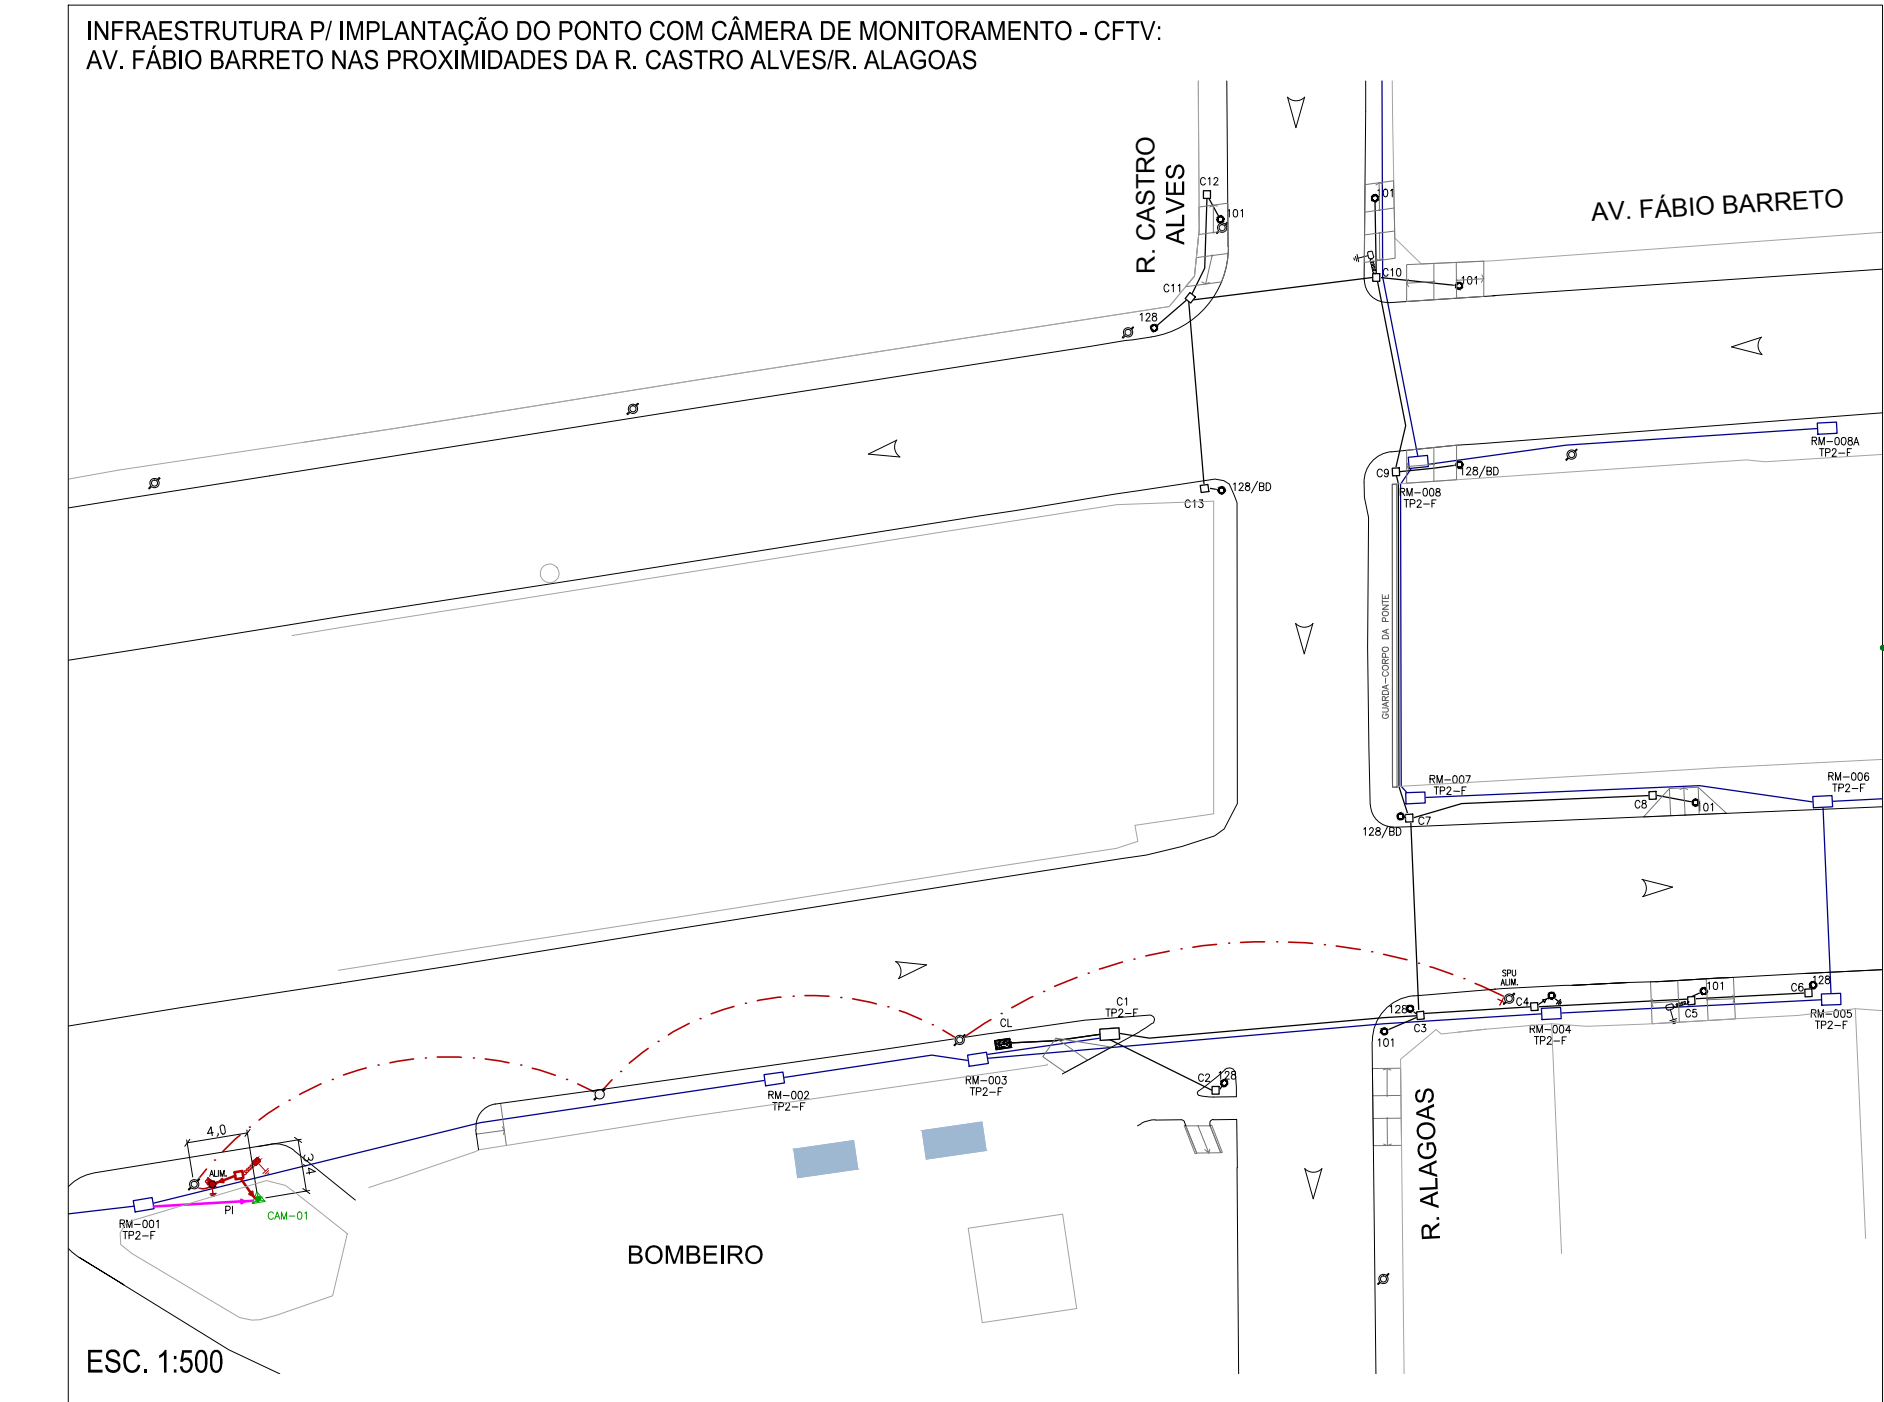 INFRAESTRUTURA P/ IMPLANTAÇÃO DO PONTO COM CÂMERA DE MONITORAMENTO - CFTV:
AV. FÁBIO BARRETO NAS PROXIMIDADES DA R. CASTRO ALVES/R. ALAGOAS
R. CASTRO
ALVES
C12
101
101
AV. FÁBIO BARRETO
C10
101
C11
128
RM-008A
TP2-F
C9
128/BD
RM-008
TP2-F
128/BD
C13
GUARDA-CORPO DA PONTE
RM-007
TP2-F
RM-006
TP2-F
C8
101
C7
128/BD
SPU
ALIM.
C4
101
C6
128
C5
RM-005
TP2-F
128
C3
RM-004
TP2-F
101
C1
TP2-F
CL
RM-003
TP2-F
C2
128
RM-002
TP2-F
R. ALAGOAS
4,0
3,4
ALIM.
PI
CAM-01
RM-001
TP2-F
BOMBEIRO
ESC. 1:500